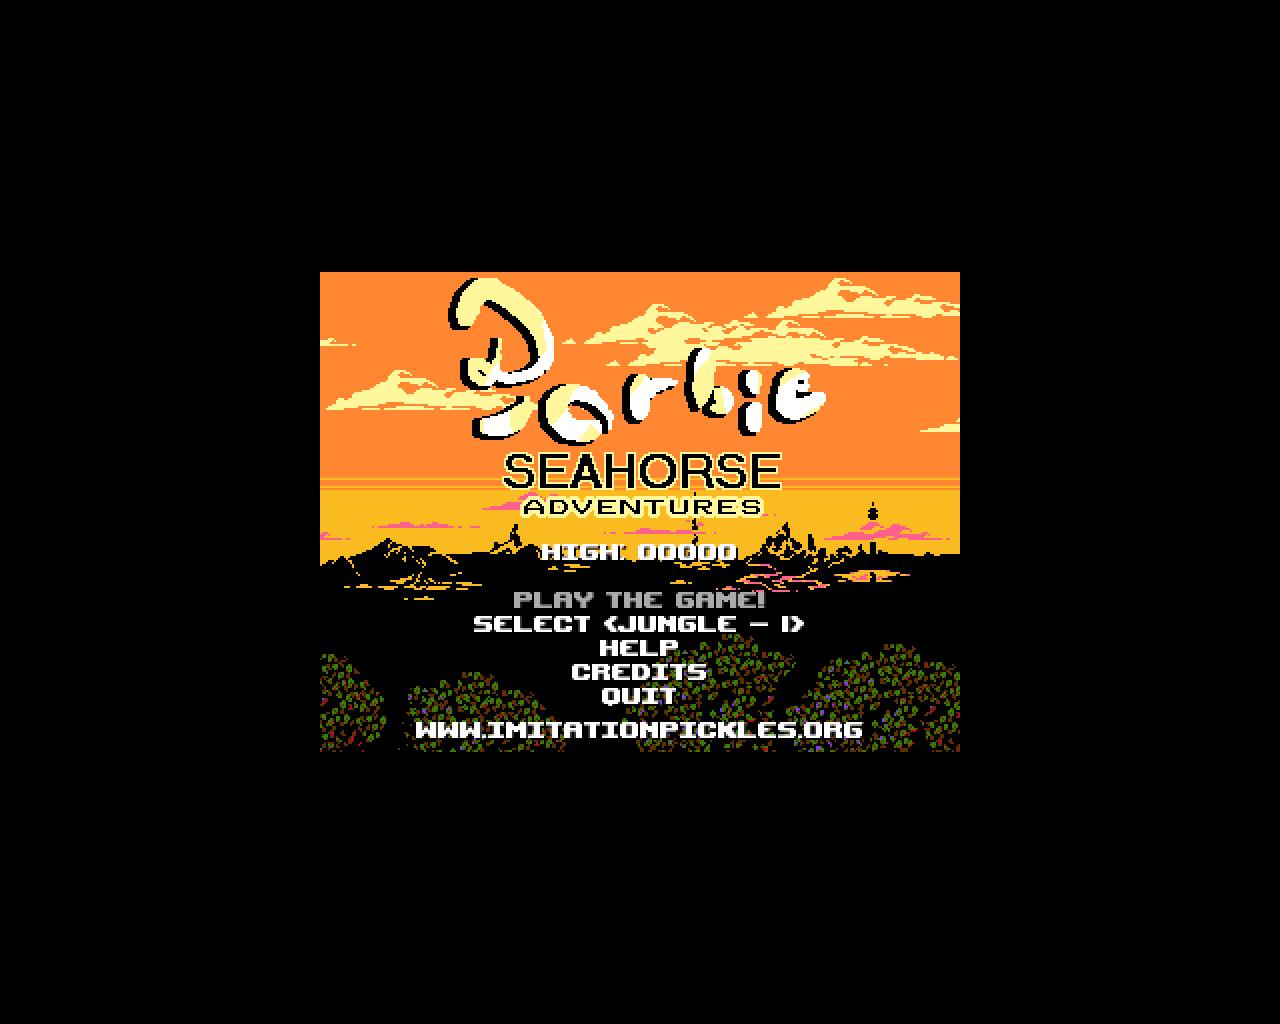 Barbie
SEAHORSE
ADVENTURES
HIGH: 00000
PLAY THE GAME!
SELECT <JUNGLE - 1>
HELP
CREDITS
QUIT
WWW.IMITATIONPICKLES.ORG